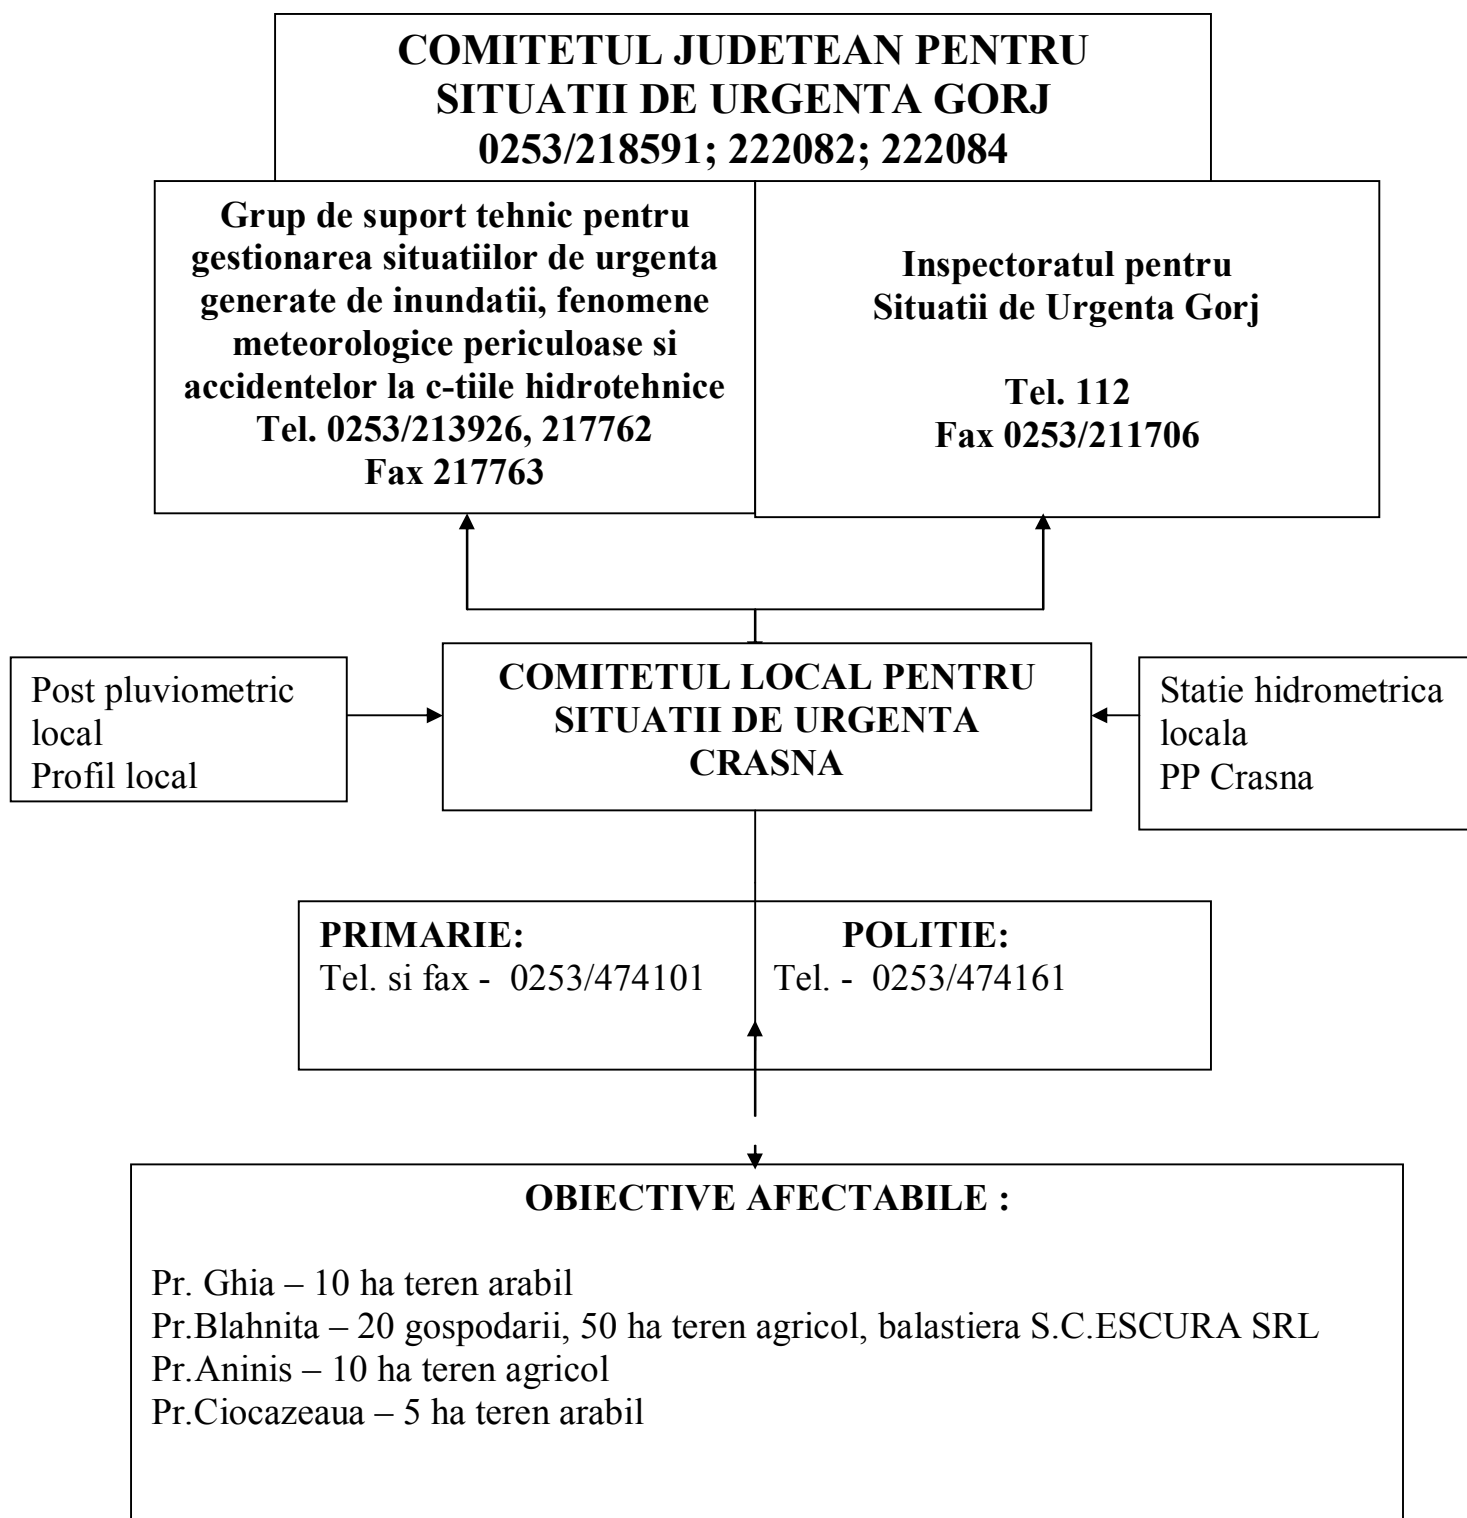 COMITETUL JUDETEAN PENTRU
SITUATII DE URGENTA GORJ
0253/218591; 222082; 222084
Grup de suport tehnic pentru
gestionarea situatiilor de urgenta
generate de inundatii, fenomene
meteorologice periculoase si
accidentelor la c-tiile hidrotehnice
Tel. 0253/213926, 217762
Fax 217763
Inspectoratul pentru
Situatii de Urgenta Gorj
Tel. 112
Fax 0253/211706
Post pluviometric
local
Profil local
COMITETUL LOCAL PENTRU
SITUATII DE URGENTA
CRASNA
Statie hidrometrica
locala
PP Crasna
PRIMARIE:
Tel. si fax - 0253/474101
POLITIE:
Tel. - 0253/474161
OBIECTIVE AFECTABILE :
Pr. Ghia – 10 ha teren arabil
Pr.Blahnita – 20 gospodarii, 50 ha teren agricol, balastiera S.C.ESCURA SRL
Pr.Aninis – 10 ha teren agricol
Pr.Ciocazeaua – 5 ha teren arabil